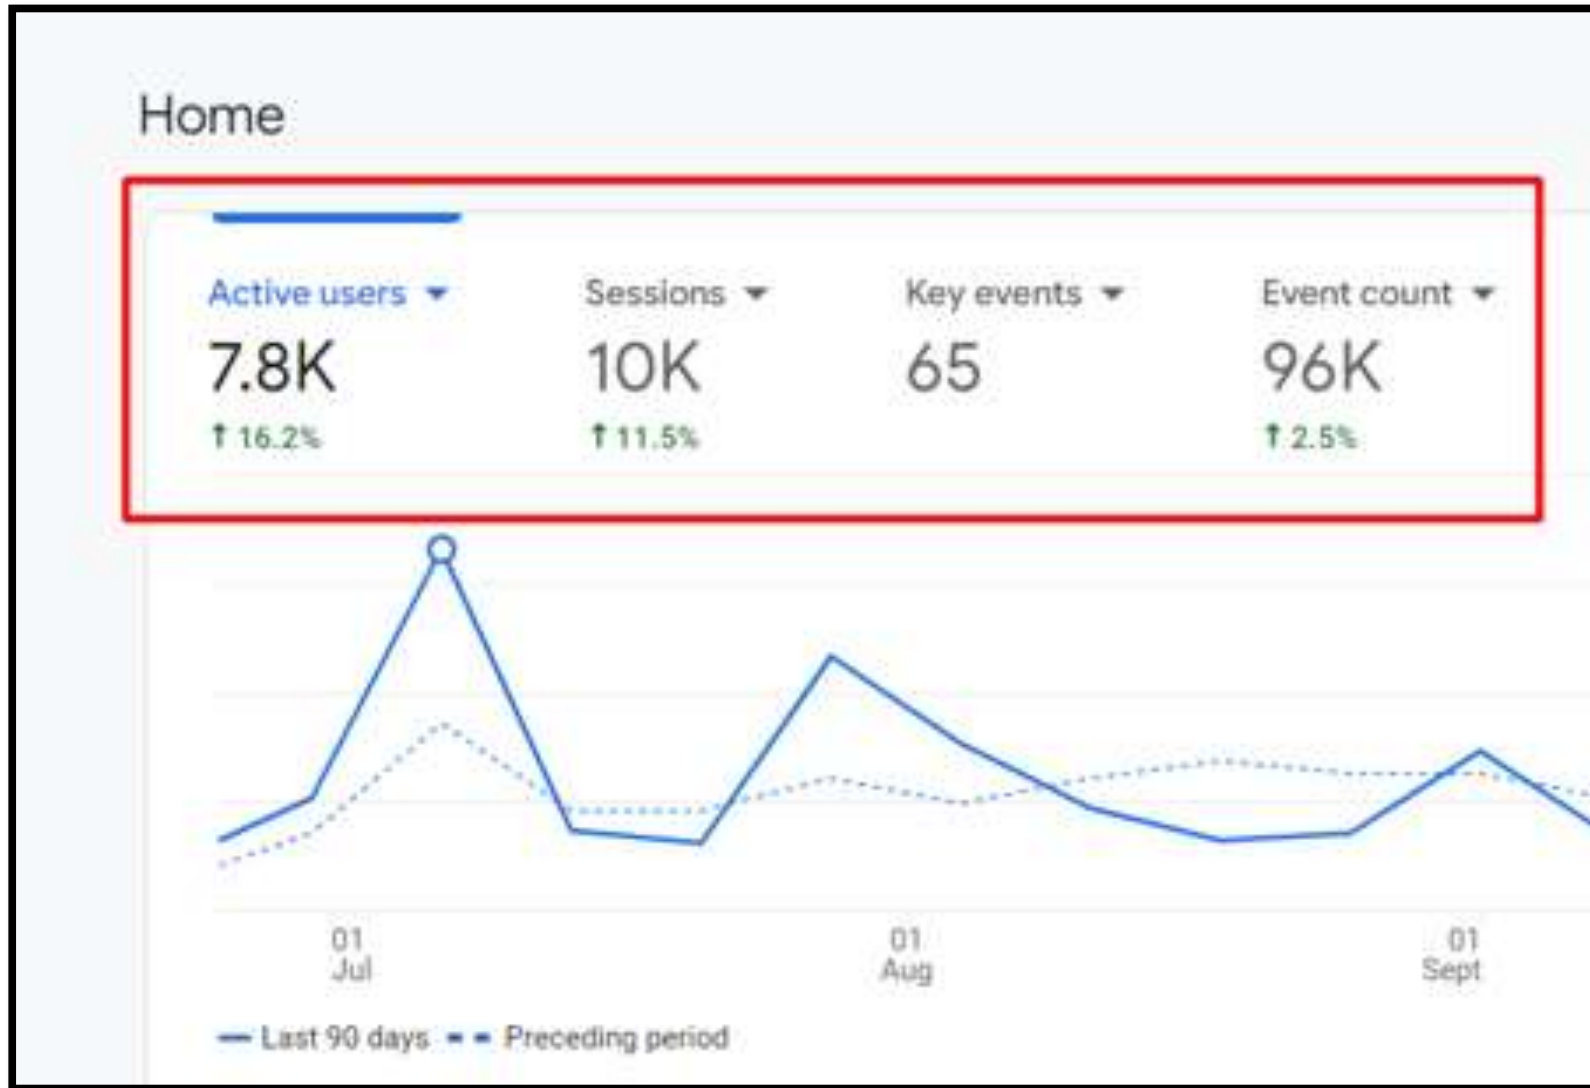 Home
Active users Sessions Key events Event count
7.8K 10K 65 96K
↑ 16.2% ↑ 11.5% ↑ 2.5%
01 01 01
Jul Aug Sept
Last 90 days Preceding period